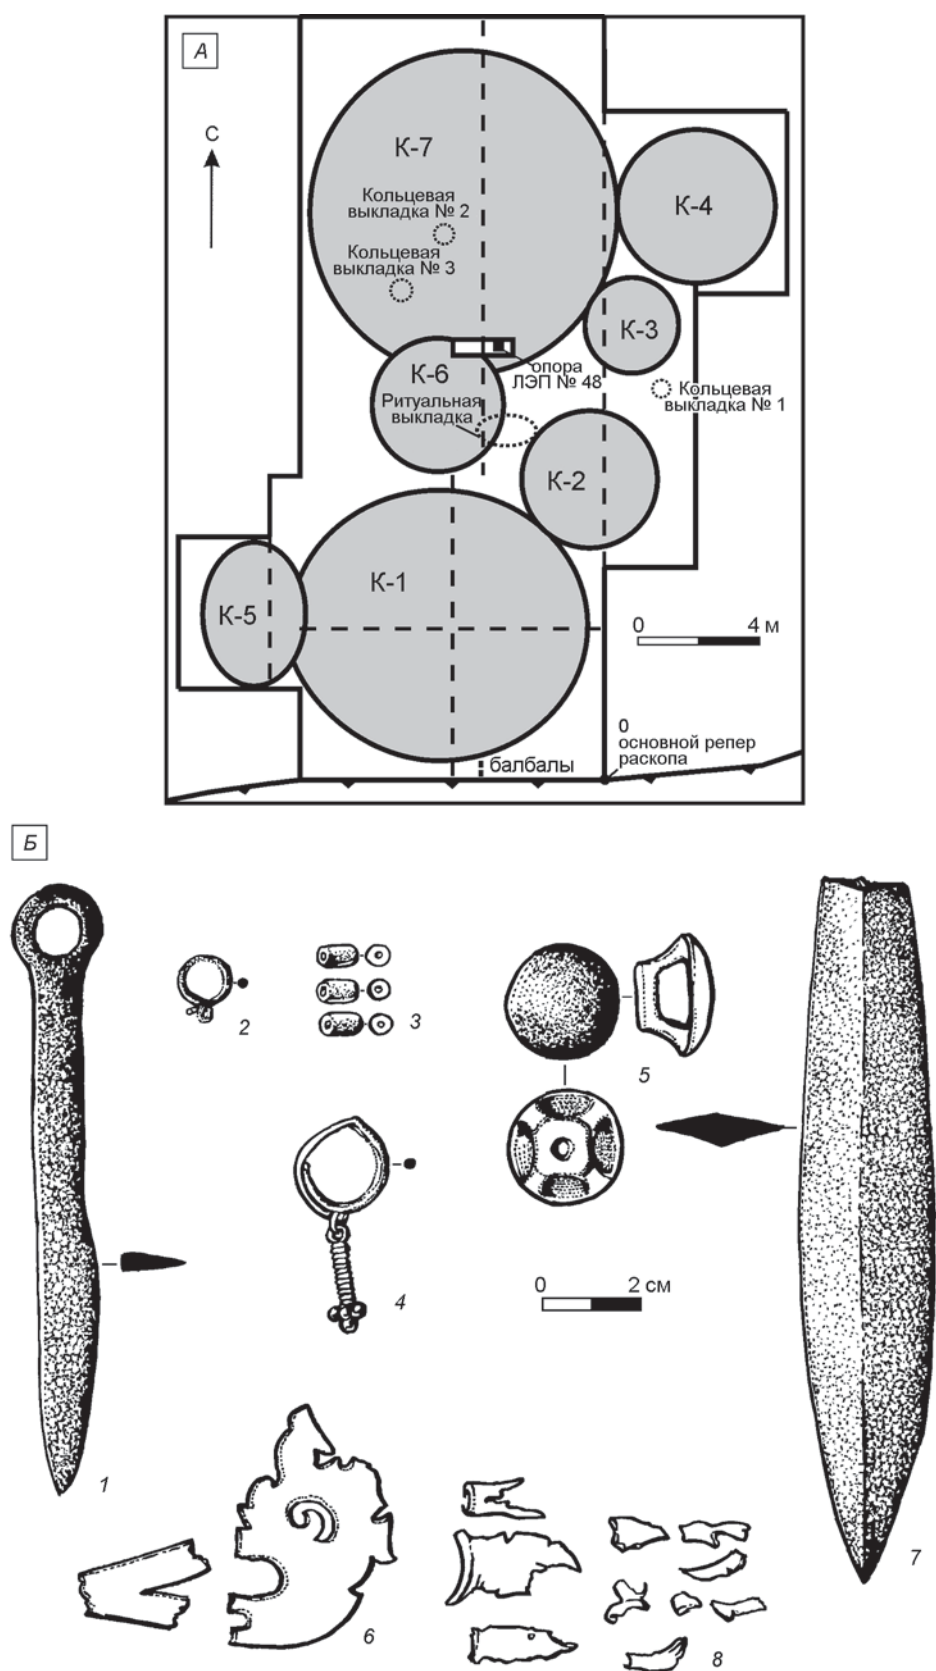 А
С
К-7
Кольцевая
выкладка № 2
Кольцевая
выкладка № 3
К-4
К-3
К-6
опора
ЛЭП № 48
Ритуальная
выкладка
Кольцевая
выкладка № 1
К-2
К-1
К-5
0 4 м
0
основной репер
раскопа
балбалы
Б
1
2
3
4
5
0 2 см
6
7
8